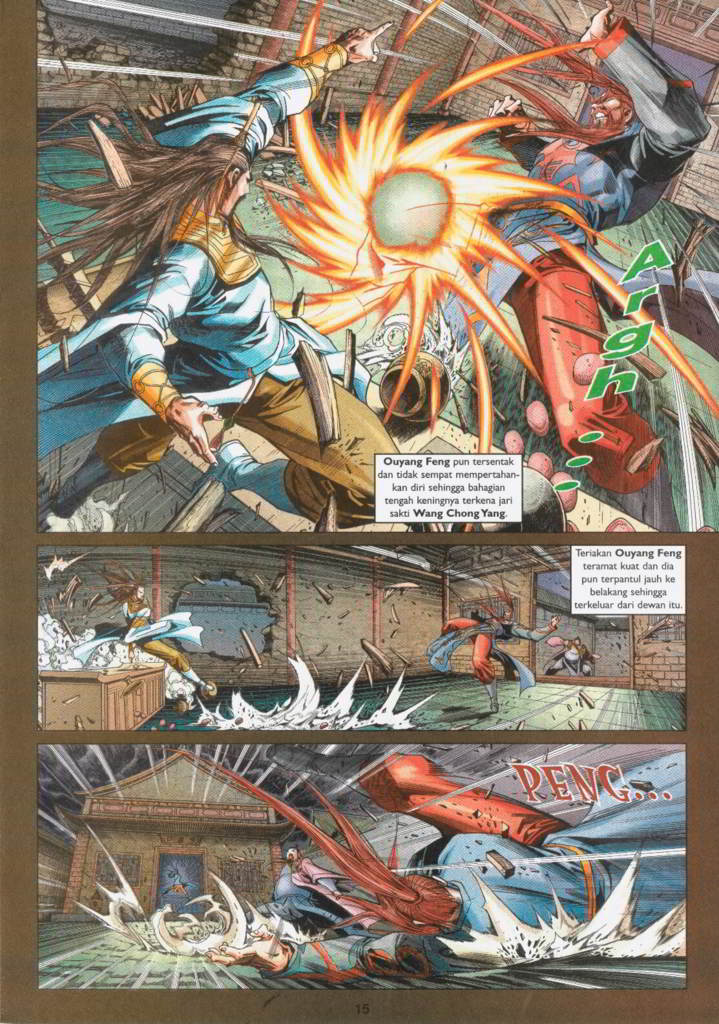 Argh...
Ouyang Feng pun tersentak
dan tidak sempat mempertahan-
kan diri sehingga bahagian
tengah keningnya terkena jari
sakti Wang Chong Yang.
Teriakan Ouyang Feng
teramat kuat dan dia
pun terpantul jauh ke
belakang sehingga
terkeluar dari dewan itu.
PENG...
15